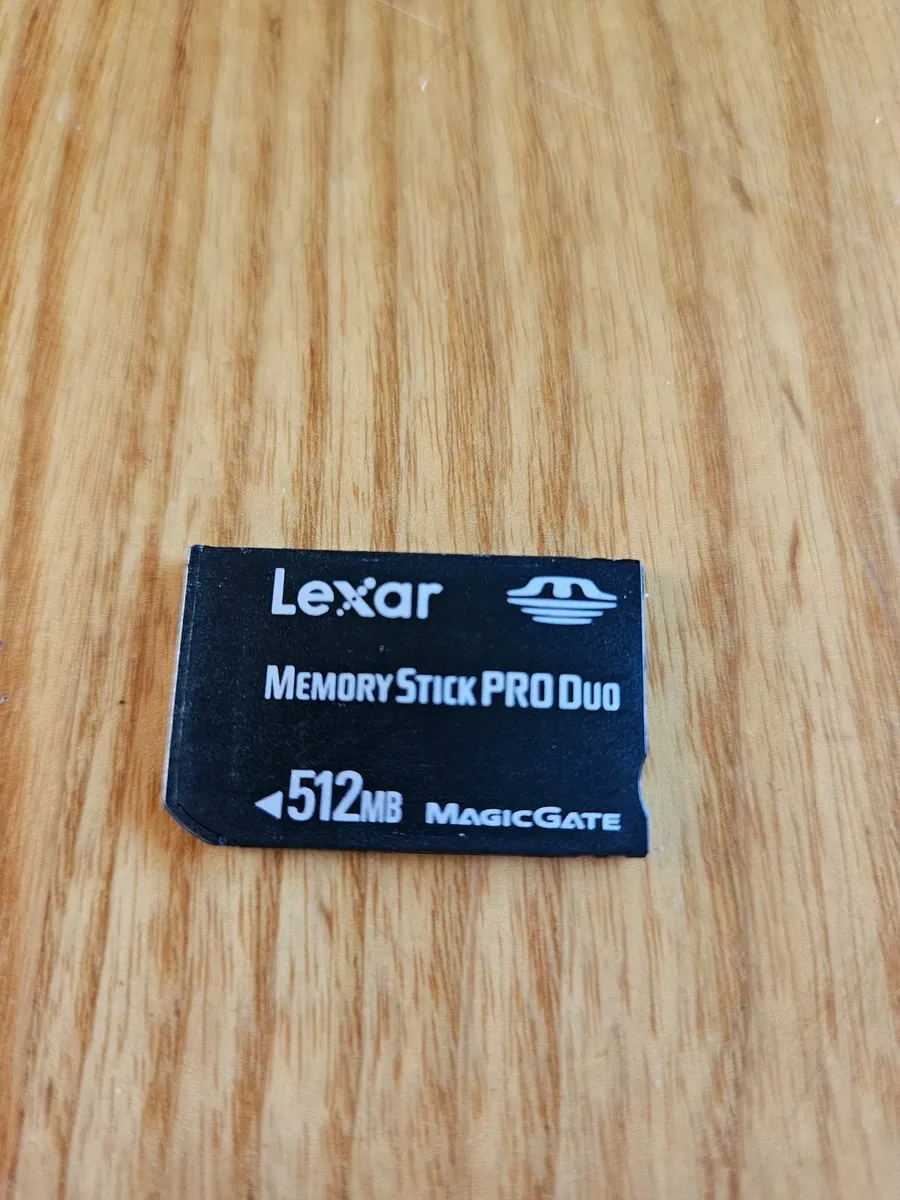 Lexar
MEMORY STICK PRO DUO
512MB MAGICGATE